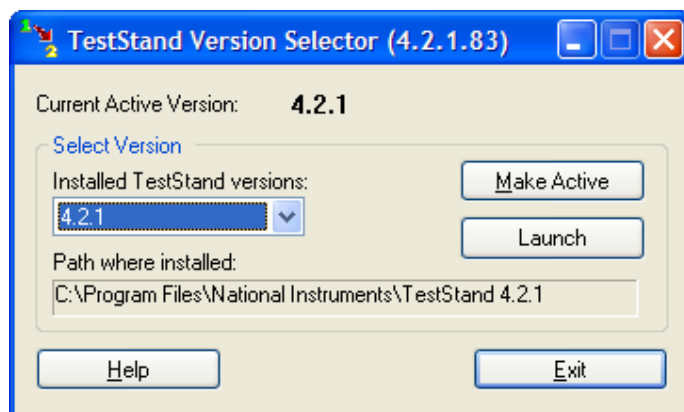 TestStand Version Selector (4.2.1.83)
Current Active Version: 4.2.1
Select Version
Installed TestStand versions:
Make Active
4.2.1
Launch
Path where installed:
C:\Program Files\National Instruments\TestStand 4.2.1
Help Exit